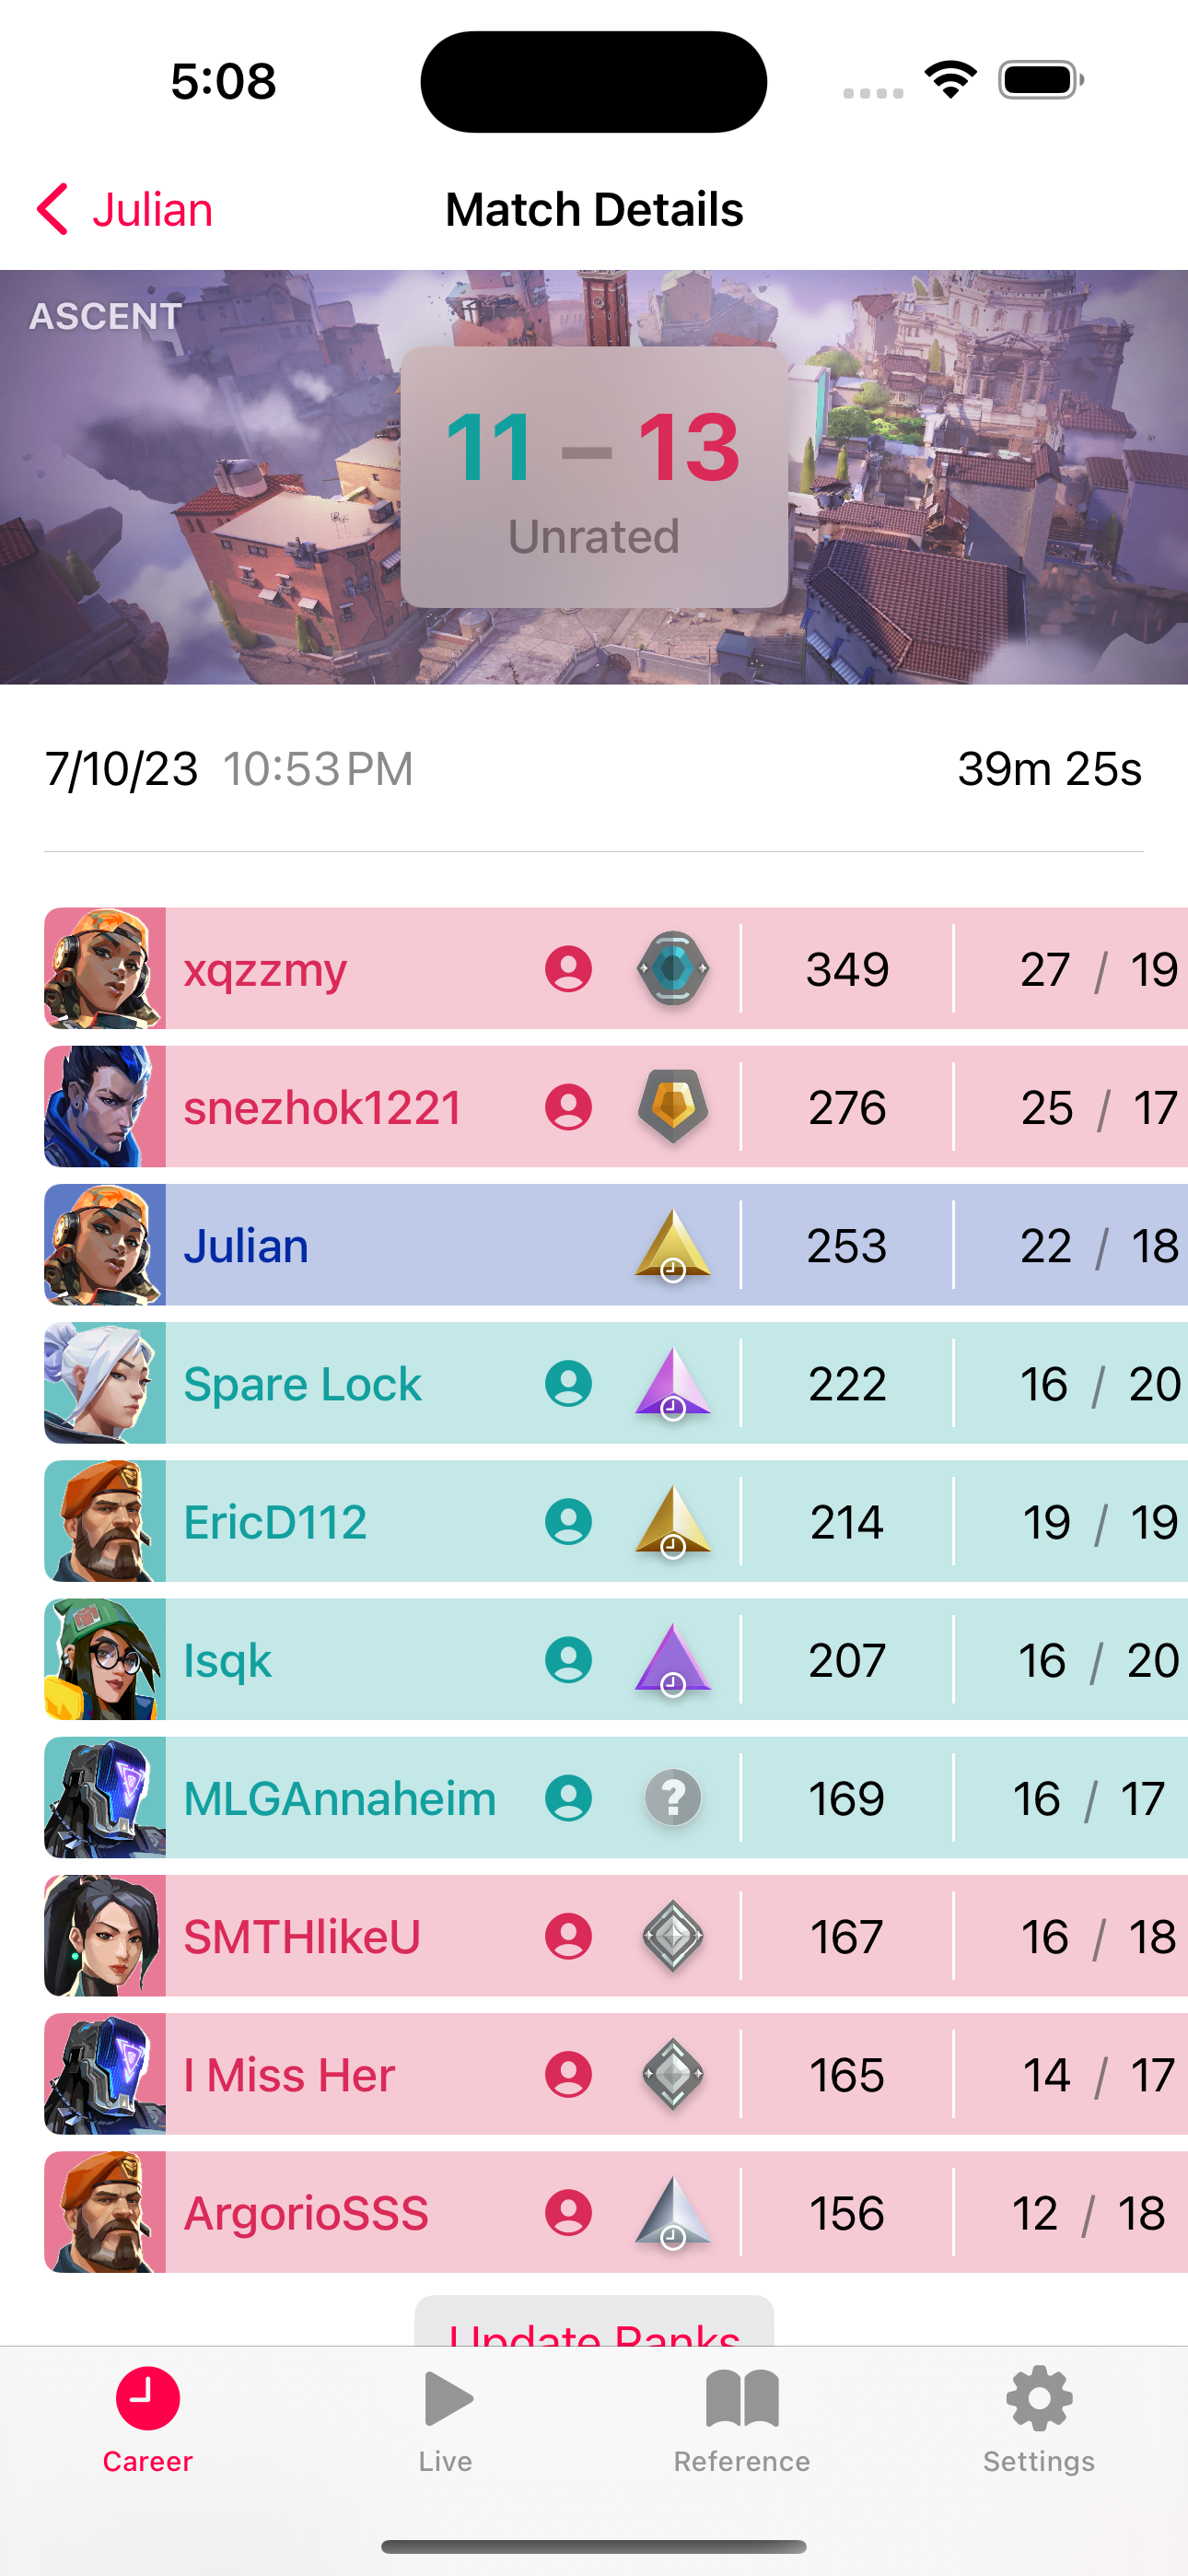 5:08
Julian
Match Details
ASCENT
11 – 13
Unrated
7/10/23 10:53 PM
39m 25s
xqzzmy 349 27 / 19
snezhok1221 276 25 / 17
Julian 253 22 / 18
Spare Lock 222 16 / 20
EricD112 214 19 / 19
Isqk 207 16 / 20
? MLGAnnaheim 169 16 / 17
SMTHlikeU 167 16 / 18
I Miss Her 165 14 / 17
ArgorioSSS 156 12 / 18
Update Ranks
Career
Live
Reference
Settings